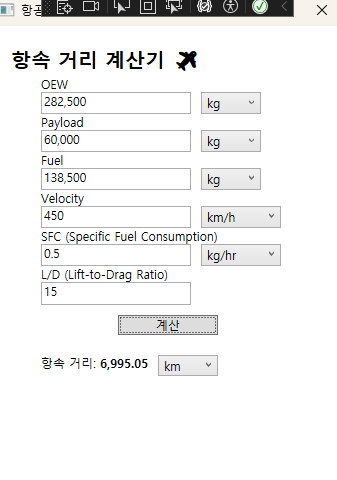 항공
항속 거리 계산기 ✈
OEW
282,500 kg
Payload
60,000 kg
Fuel
138,500 kg
Velocity
450 km/h
SFC (Specific Fuel Consumption)
0.5 kg/hr
L/D (Lift-to-Drag Ratio)
15
계산
항속 거리: 6,995.05 km